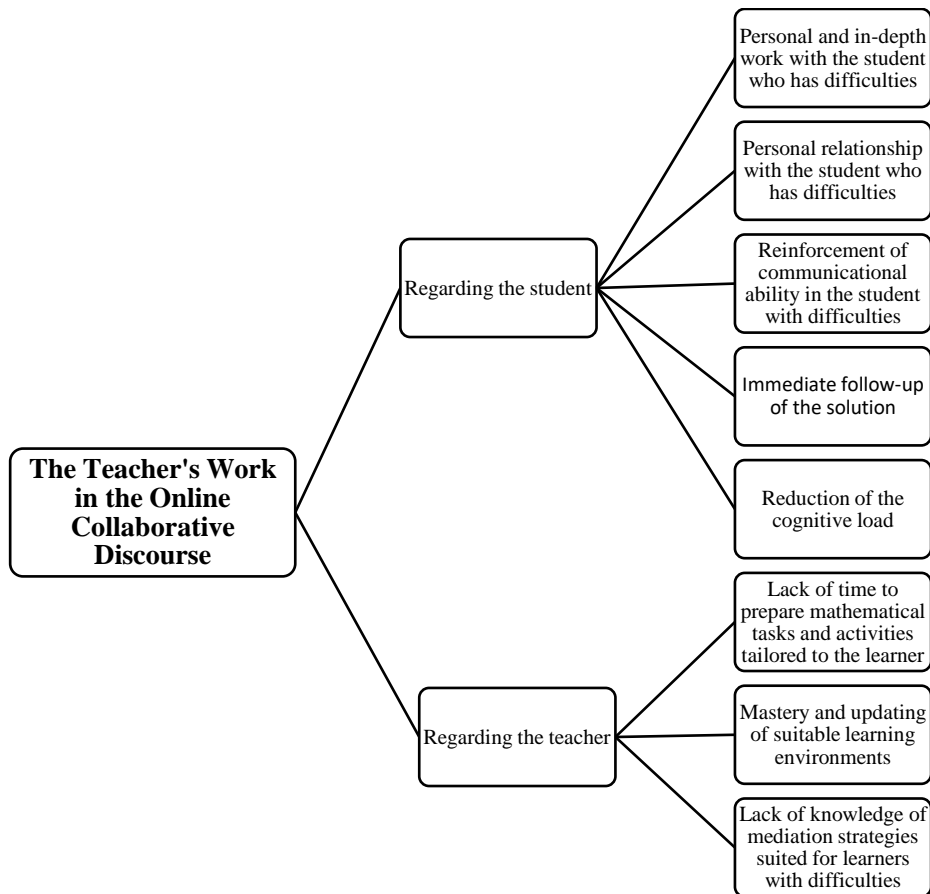 The Teacher's Work
in the Online
Collaborative
Discourse
Regarding the student
Personal and in-depth
work with the student
who has difficulties
Personal relationship
with the student who
has difficulties
Reinforcement of
communicational
ability in the student
with difficulties
Immediate follow-up
of the solution
Reduction of the
cognitive load
Regarding the teacher
Lack of time to
prepare mathematical
tasks and activities
tailored to the learner
Mastery and updating
of suitable learning
environments
Lack of knowledge of
mediation strategies
suited for learners
with difficulties